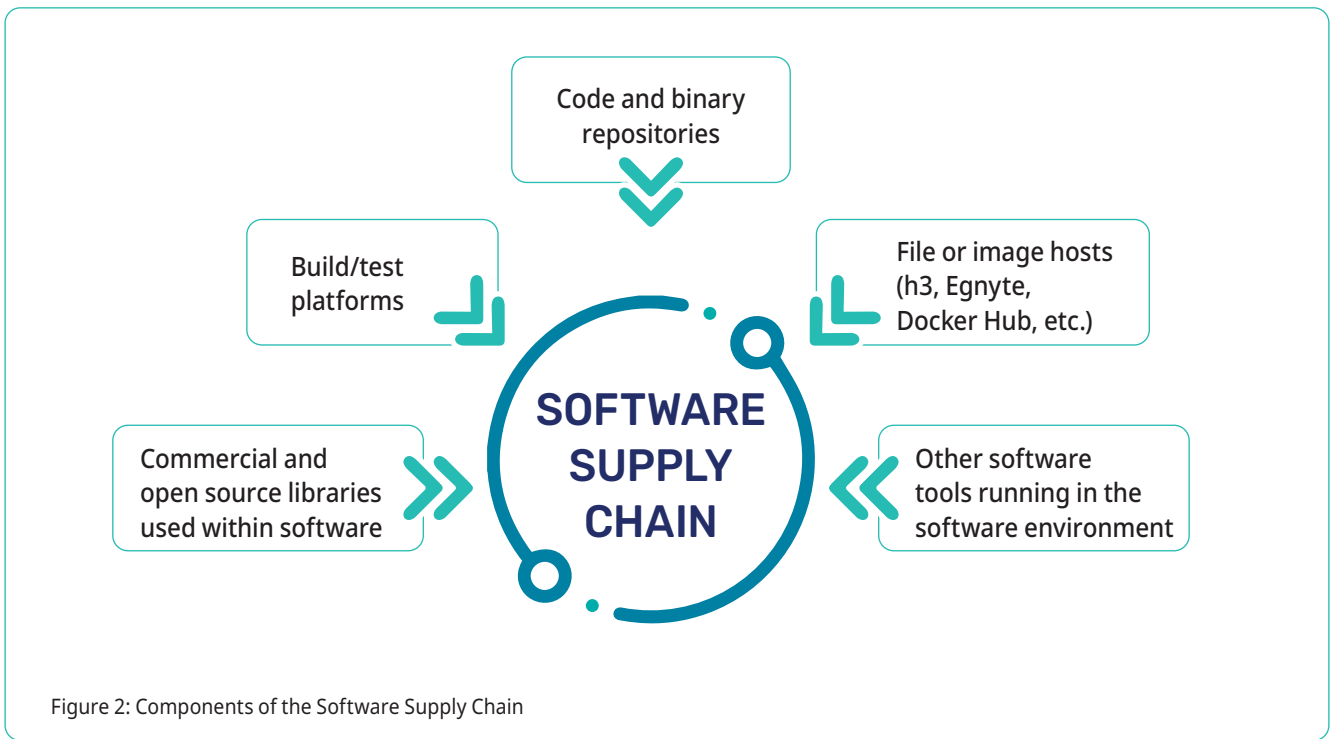 Code and binary
repositories
Build/test
platforms
File or image hosts
(h3, Egnyte,
Docker Hub, etc.)
Commercial and
open source libraries
used within software
SOFTWARE
SUPPLY
CHAIN
Other software
tools running in the
software environment
Figure 2: Components of the Software Supply Chain